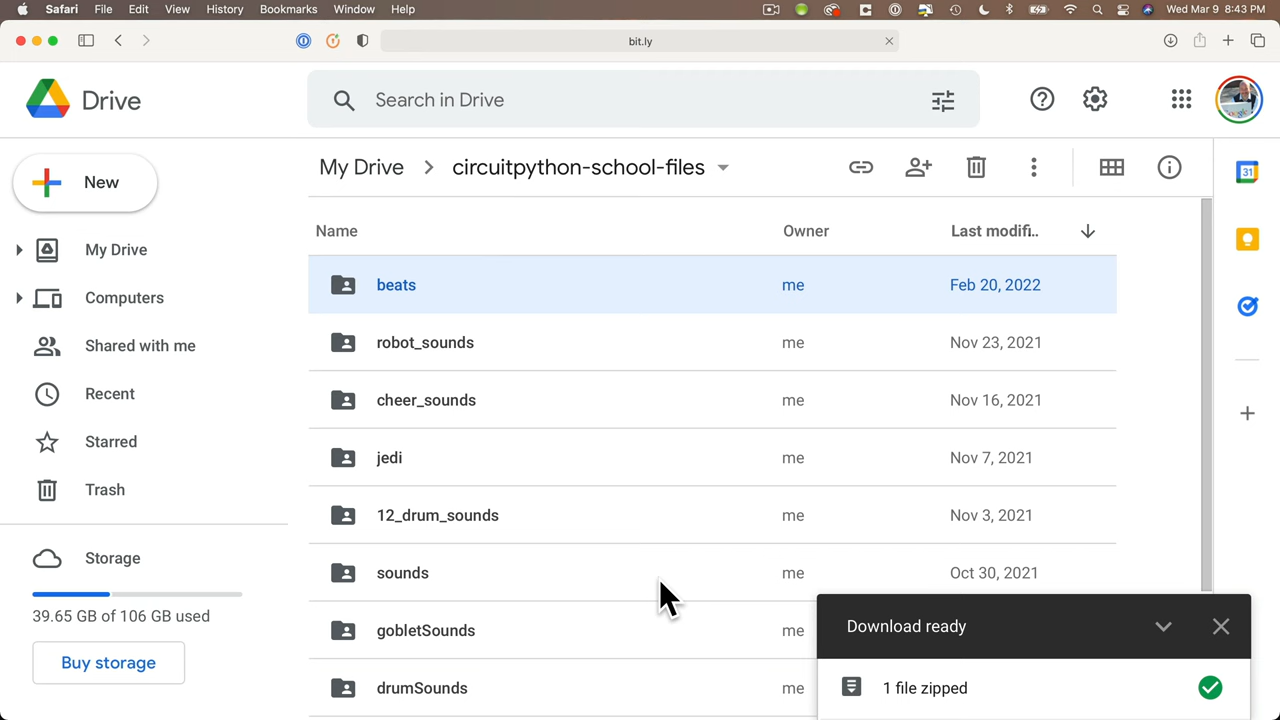 Safari File Edit View History Bookmarks Window Help Wed Mar 9 8:43 PM
bit.ly
Drive
Search in Drive
New
My Drive
Computers
Shared with me
Recent
Starred
Trash
Storage
39.65 GB of 106 GB used
Buy storage
My Drive > circuitpython-school-files
Name Owner Last modifi..
beats me Feb 20, 2022
robot_sounds me Nov 23, 2021
cheer_sounds me Nov 16, 2021
jedi me Nov 7, 2021
12_drum_sounds me Nov 3, 2021
sounds me Oct 30, 2021
gobletSounds me
drumSounds me
31
Download ready
1 file zipped